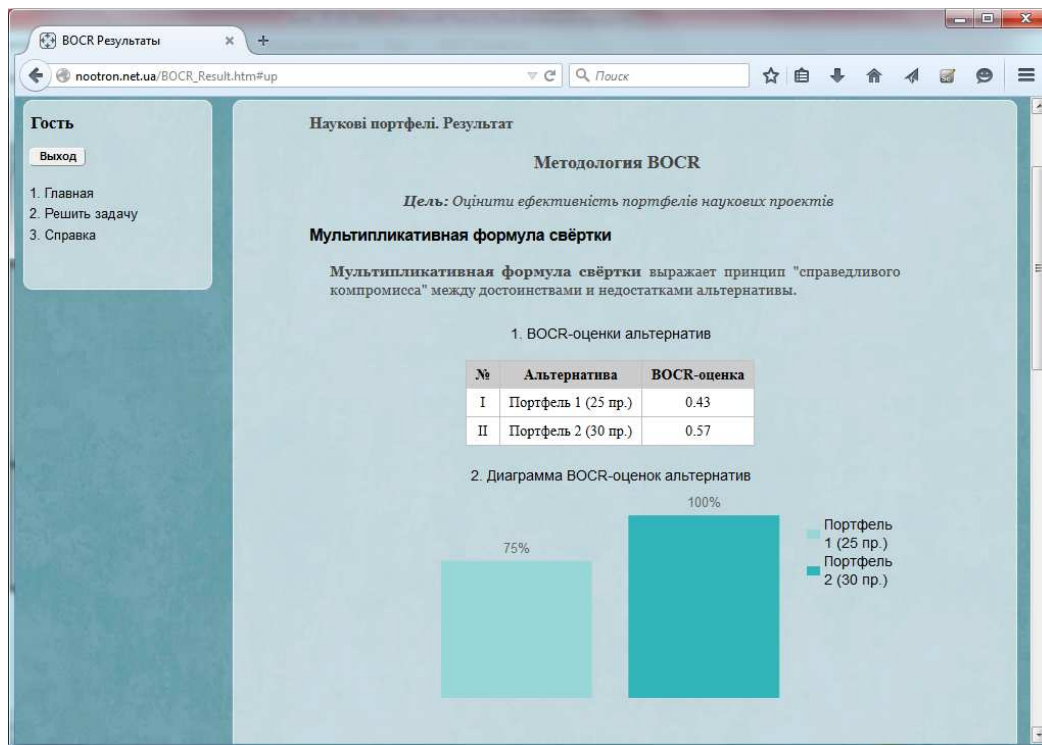 BOCR Результаты
nootron.net.ua/BOCR_Result.htm#up
Поиск
Гость
Выход
1. Главная
2. Решить задачу
3. Справка
Наукові портфелі. Результат
Методология BOCR
Цель: Оцінити ефективність портфелів наукових проектів
Мультипликативная формула свёртки
Мультипликативная формула свёртки выражает принцип "справедливого
компромисса" между достоинствами и недостатками альтернативы.
1. BOCR-оценки альтернатив
№ Альтернатива BOCR-оценка
I Портфель 1 (25 пр.) 0.43
II Портфель 2 (30 пр.) 0.57
2. Диаграмма BOCR-оценок альтернатив
100%
75%
Портфель
1 (25 пр.)
Портфель
2 (30 пр.)